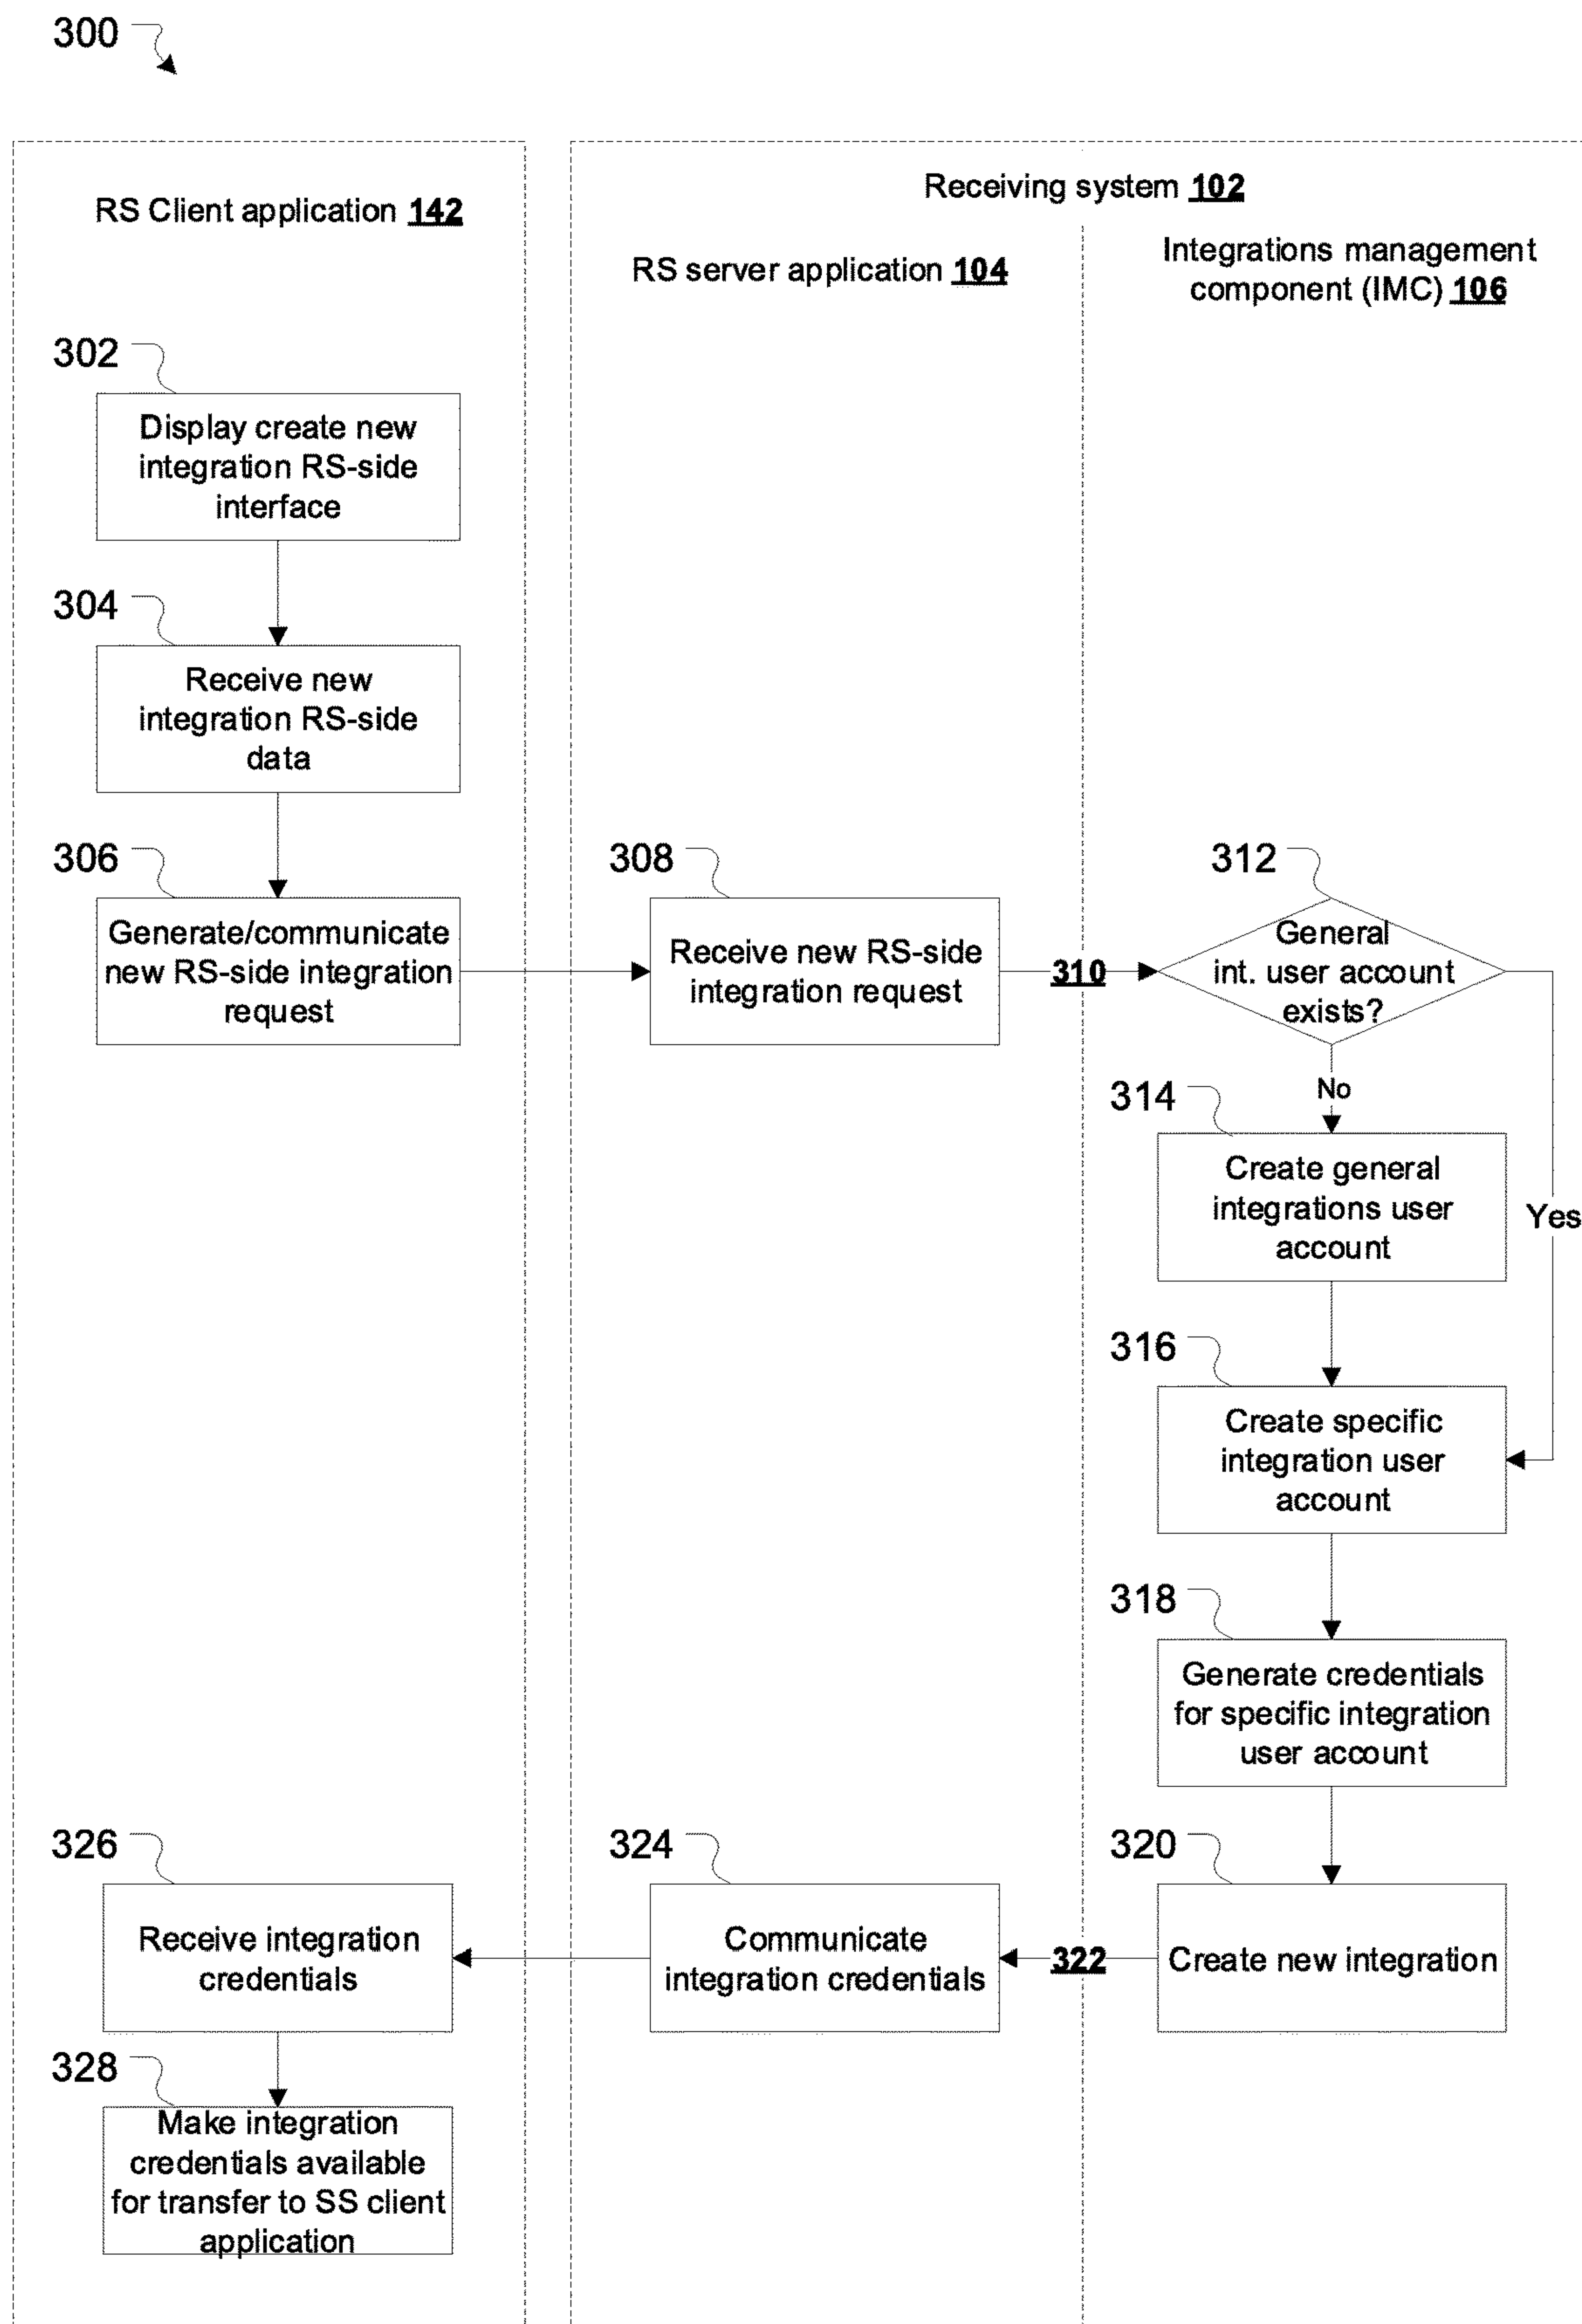 300
Receiving system 102
RS Client application 142
RS server application 104
Integrations management
component (IMC) 106
302
Display create new
integration RS-side
interface
304
Receive new
integration RS-side
data
306
Generate/communicate
new RS-side integration
request
308
Receive new RS-side
integration request
310
312
General
int. user account
exists?
No
Yes
314
Create general
integrations user
account
316
Create specific
integration user
account
318
Generate credentials
for specific integration
user account
320
Create new integration
322
324
Communicate
integration credentials
326
Receive integration
credentials
328
Make integration
credentials available
for transfer to SS client
application